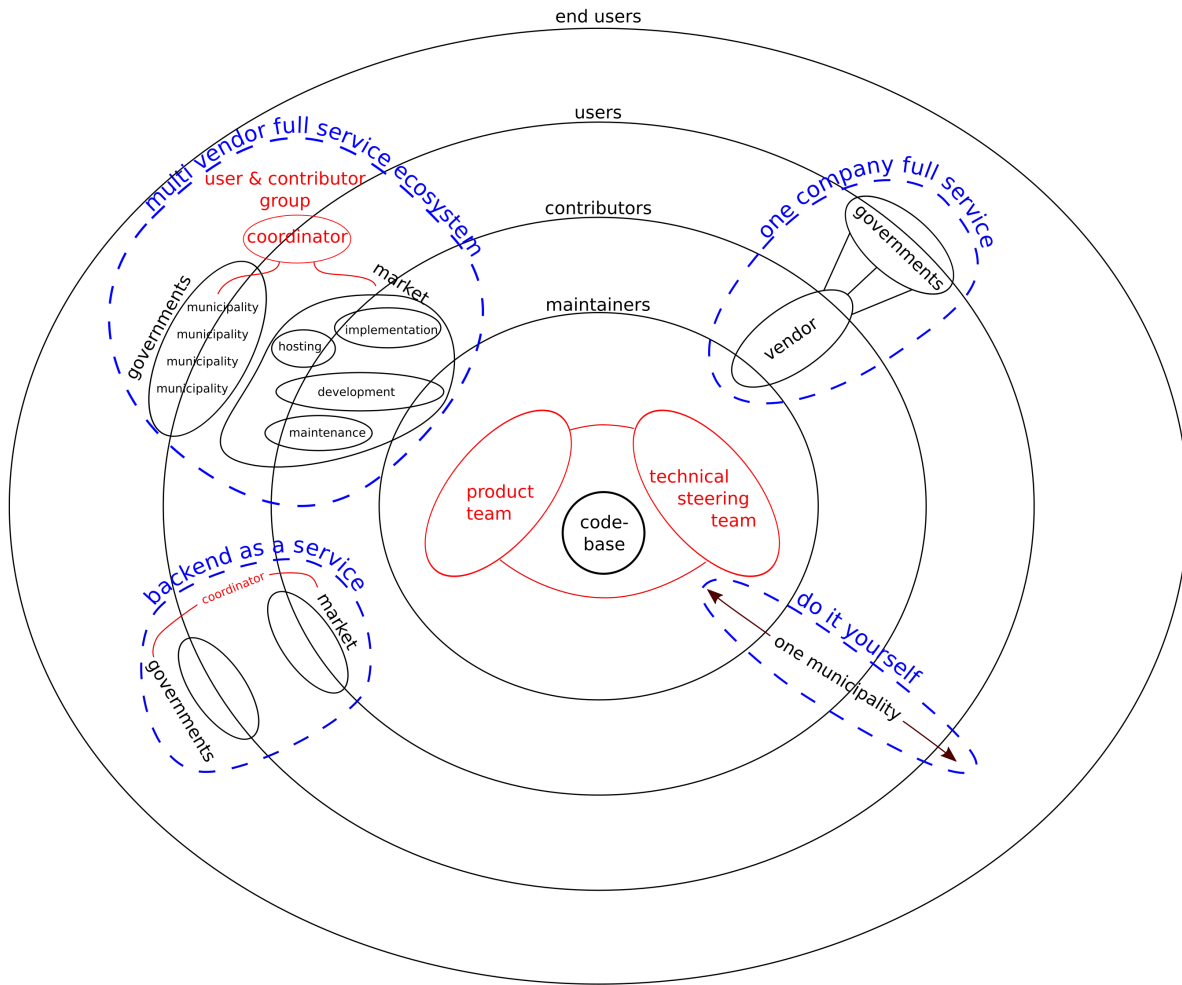 end users
users
contributors
maintainers
multi vendor full service ecosystem
user & contributor
group
coordinator
governments
municipality
municipality
municipality
municipality
market
implementation
hosting
development
maintenance
one company full service
governments
vendor
product
team
technical
steering
team
code-
base
backend as a service
coordinator
governments
market
do it yourself
one municipality